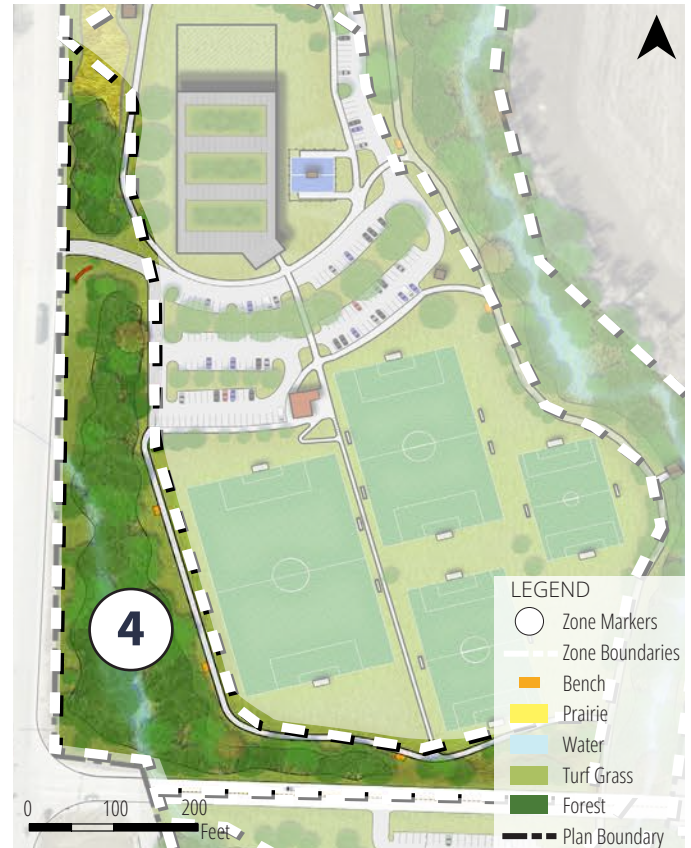 4
LEGEND
Zone Markers
Zone Boundaries
Bench
Prairie
Water
Turf Grass
Forest
Plan Boundary
0 100 200
Feet